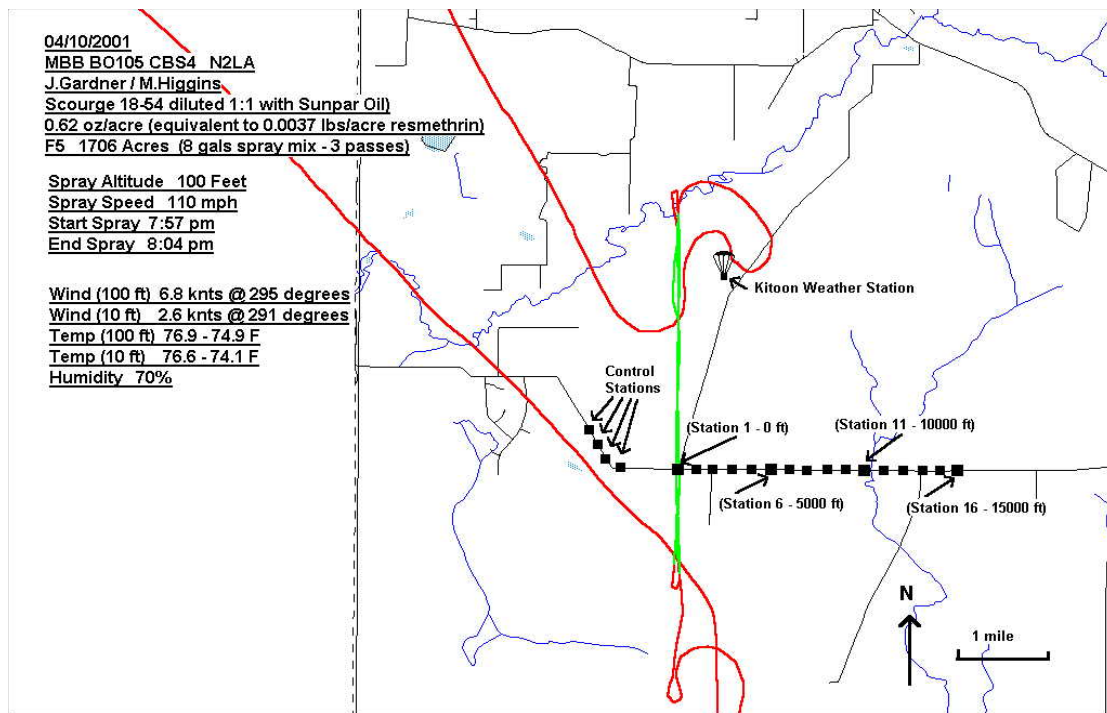 04/10/2001
MBB BO105 CBS4 N2LA
J.Gardner / M.Higgins
Scourge 18-54 diluted 1:1 with Sunpar Oil)
0.62 oz/acre (equivalent to 0.0037 lbs/acre resmethrin)
F5 1706 Acres (8 gals spray mix - 3 passes)
Spray Altitude 100 Feet
Spray Speed 110 mph
Start Spray 7:57 pm
End Spray 8:04 pm
Wind (100 ft) 6.8 knts @ 295 degrees
Wind (10 ft) 2.6 knts @ 291 degrees
Temp (100 ft) 76.9 - 74.9 F
Temp (10 ft) 76.6 - 74.1 F
Humidity 70%
Kitoon Weather Station
Control
Stations
(Station 1 - 0 ft)
(Station 11 - 10000 ft)
(Station 6 - 5000 ft)
(Station 16 - 15000 ft)
N
1 mile